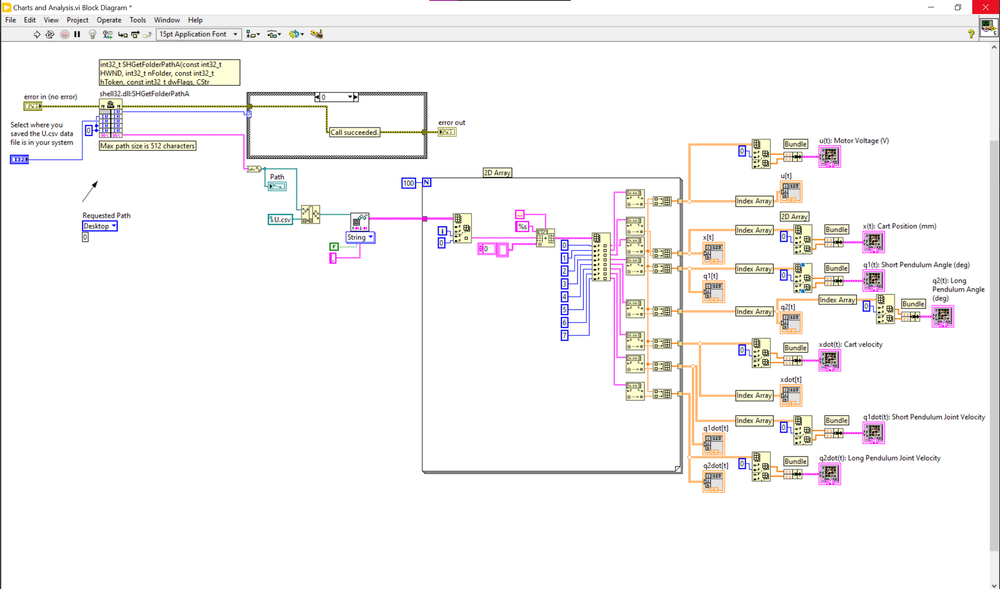 Charts and Analysis.vi Block Diagram *
File Edit View Project Operate Tools Window Help
15pt Application Font
5
int32_t SHGetFolderPathA(const int32_t
HWND, int32_t nFolder, const int32_t
hToken, const int32_t dwFlags, CStr
shell32.dll:SHGetFolderPathA
error in (no error)
0
Call succeeded.
error out
Select where you
saved the U.csv data
file is in your system
0
I32
Max path size is 512 characters
Path
Requested Path
Desktop
0
U.csv
String
F
,
100
N
2D Array
i
0
%s
0
0
1
2
3
4
5
6
7
u(t): Motor Voltage (V)
Bundle
0
u[t]
Index Array
2D Array
x(t): Cart Position (mm)
Index Array
Bundle
0
x[t]
q1(t): Short Pendulum Angle (deg)
Index Array
Bundle
0
q1[t]
q2(t): Long
Pendulum Angle
(deg)
Index Array
Bundle
0
q2[t]
Index Array
xdot(t): Cart velocity
Bundle
0
xdot[t]
Index Array
q1dot(t): Short Pendulum Joint Velocity
Index Array
Bundle
0
q1dot[t]
q2dot(t): Long Pendulum Joint Velocity
Bundle
0
q2dot[t]